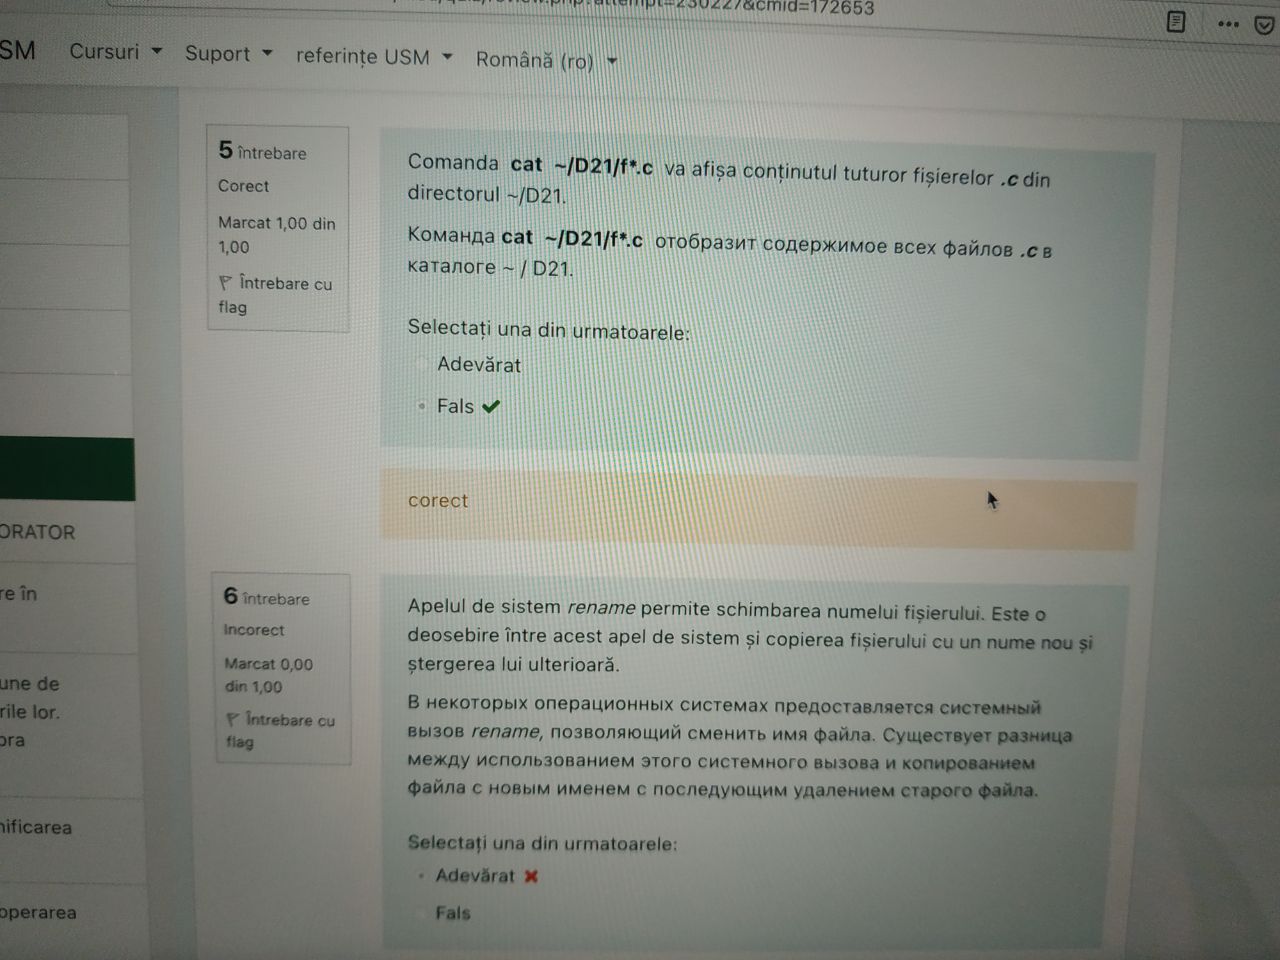 &cmid=172653
SM Cursuri Suport referințe USM Română (ro)
5 întrebare
Corect
Marcat 1,00 din
1,00
Întrebare cu
flag
Comanda cat ~/D21/f*.c va afișa conținutul tuturor fișierelor .c din
directorul ~/D21.
Команда cat ~/D21/f*.c отобразит содержимое всех файлов .c в
каталоге ~ / D21.
Selectați una din urmatoarele:
Adevărat
Fals
corect
ORATOR
re în
une de
rile lor.
ora
nificarea
operarea
6 întrebare
Incorect
Marcat 0,00
din 1,00
Întrebare cu
flag
Apelul de sistem rename permite schimbarea numelui fișierului. Este o
deosebire între acest apel de sistem și copierea fișierului cu un nume nou și
ștergerea lui ulterioară.
В некоторых операционных системах предоставляется системный
вызов rename, позволяющий сменить имя файла. Существует разница
между использованием этого системного вызова и копированием
файла с новым именем с последующим удалением старого файла.
Selectați una din urmatoarele:
Adevărat
Fals